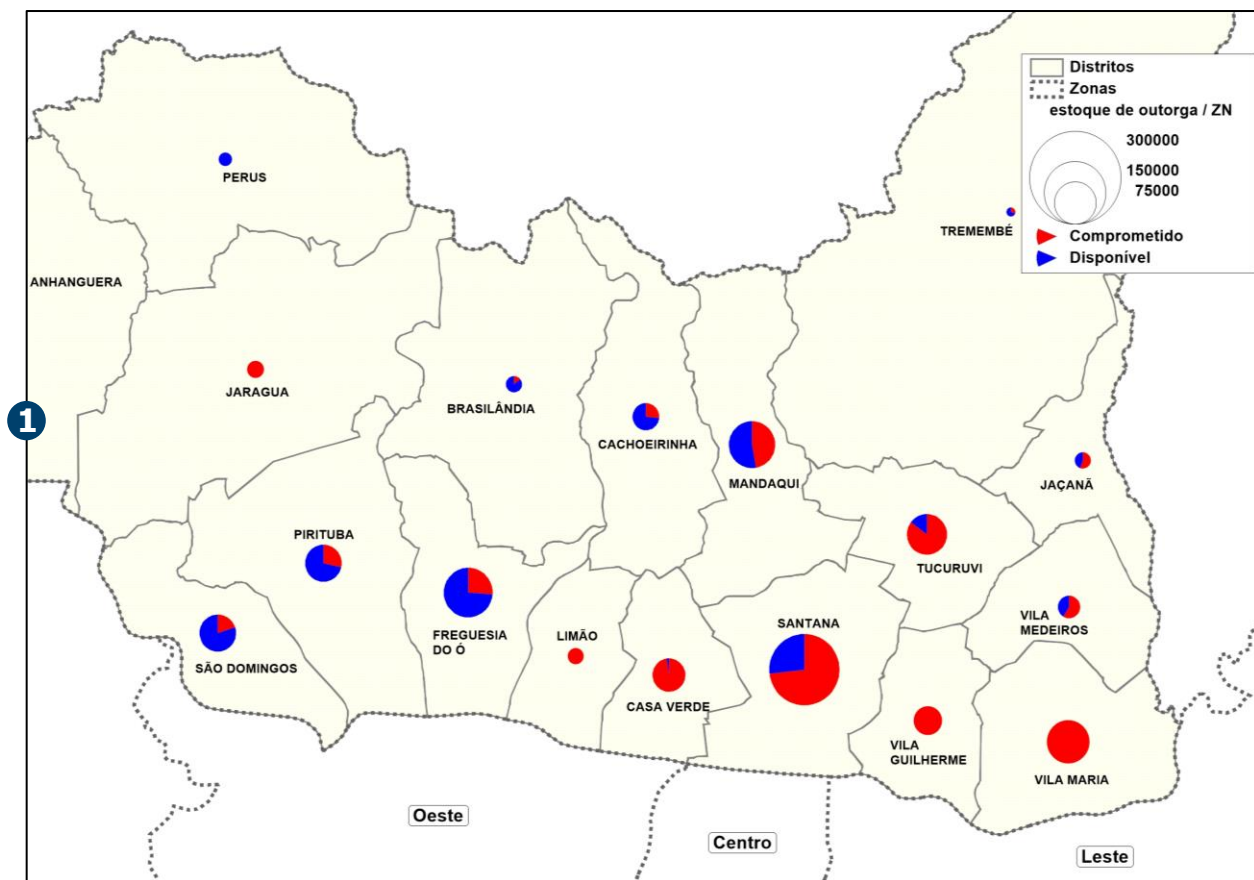 Distritos
Zonas
estoque de outorga / ZN
300000
150000
75000
Comprometido
Disponível
PERUS
TREMEMBÉ
ANHANGUERA
JARAGUA
BRASILÂNDIA
1
CACHOEIRINHA
MANDAQUI
JAÇANÃ
PIRITUBA
TUCURUVI
SÃO DOMINGOS
FREGUESIA
DO Ó
LIMÃO
SANTANA
VILA
MEDEIROS
CASA VERDE
VILA
GUILHERME
VILA MARIA
Oeste
Centro
Leste